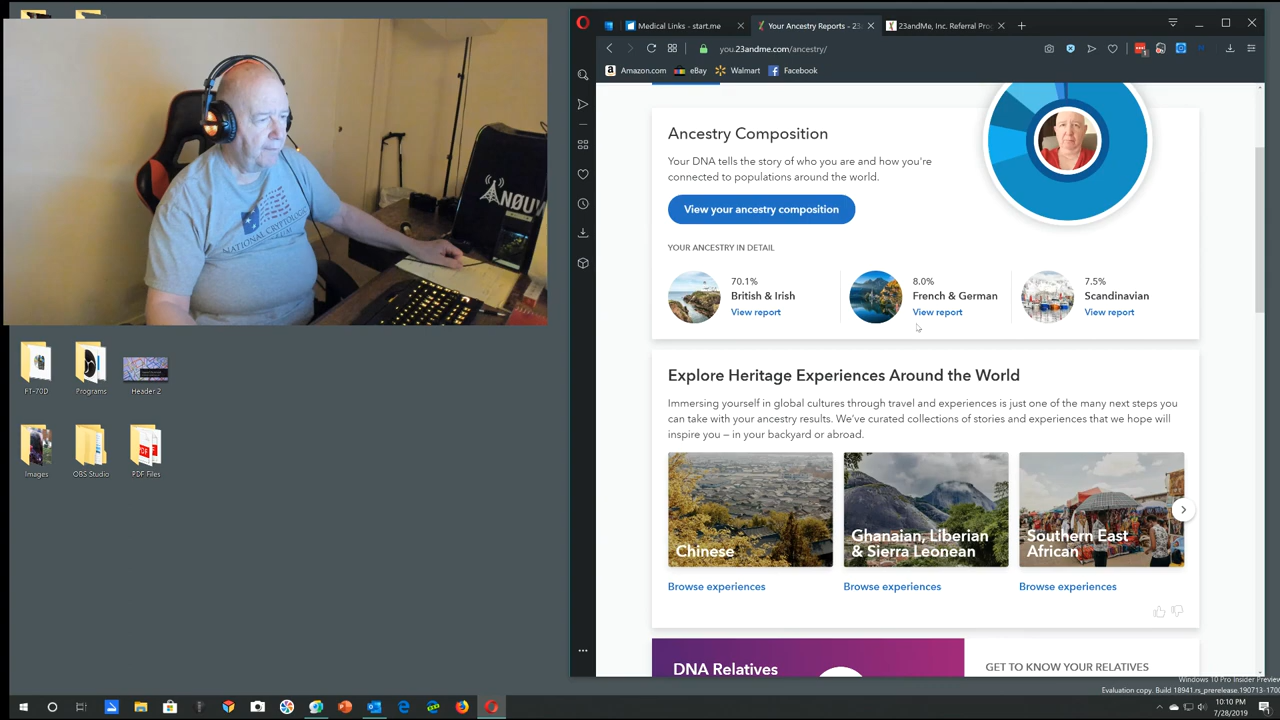 Medical Links - start.me
Your Ancestry Reports - 23
23andMe, Inc. Referral Pro
you.23andme.com/ancestry/
Amazon.com
eBay
Walmart
Facebook
Ancestry Composition
Your DNA tells the story of who you are and how you're
connected to populations around the world.
View your ancestry composition
YOUR ANCESTRY IN DETAIL
70.1%
British & Irish
View report
8.0%
French & German
View report
7.5%
Scandinavian
View report
Explore Heritage Experiences Around the World
Immersing yourself in global cultures through travel and experiences is just one of the many next steps you
can take with your ancestry results. We've curated collections of stories and experiences that we hope will
inspire you – in your backyard or abroad.
Chinese
Browse experiences
Ghanaian, Liberian
& Sierra Leonean
Browse experiences
Southern East
African
Browse experiences
DNA Relatives
GET TO KNOW YOUR RELATIVES
NATIONAL CRYPTOLOGIC
FT-70D
Programs
Header 2
Images
OBS Studio
PDF Files
Windows 10 Pro Insider Preview
Evaluation copy. Build 18941.rs_prerelease.190713-1700
10:10 PM
7/28/2019